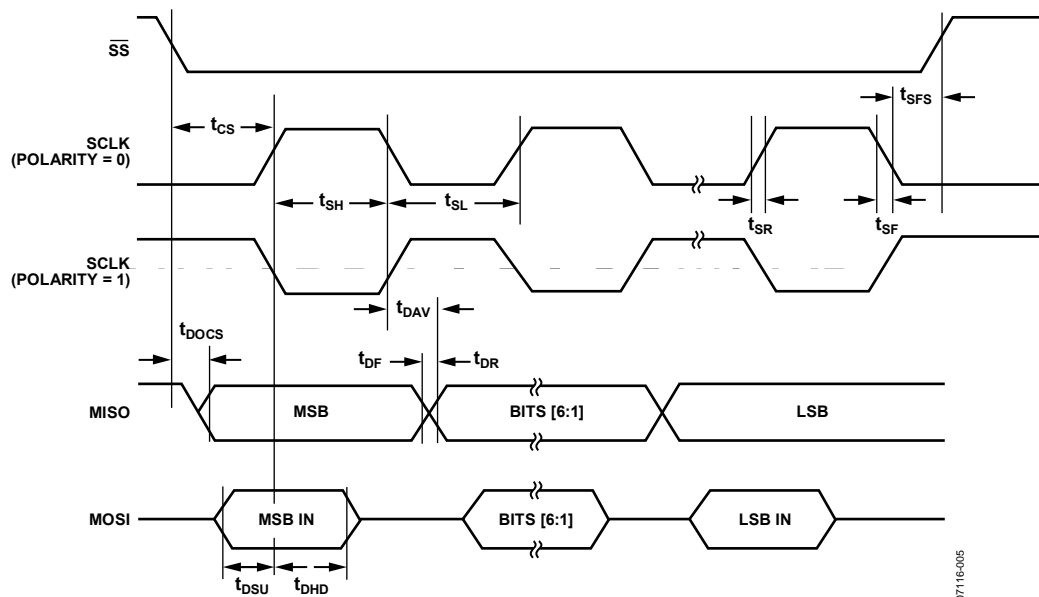 SS
tSFS
tCS
SCLK
(POLARITY = 0)
tSH
tSL
tSR
tSF
SCLK
(POLARITY = 1)
tDAV
tDOCS
tDF
tDR
MISO
MSB
BITS [6:1]
LSB
MOSI
MSB IN
BITS [6:1]
LSB IN
tDSU
tDHD
07116-005